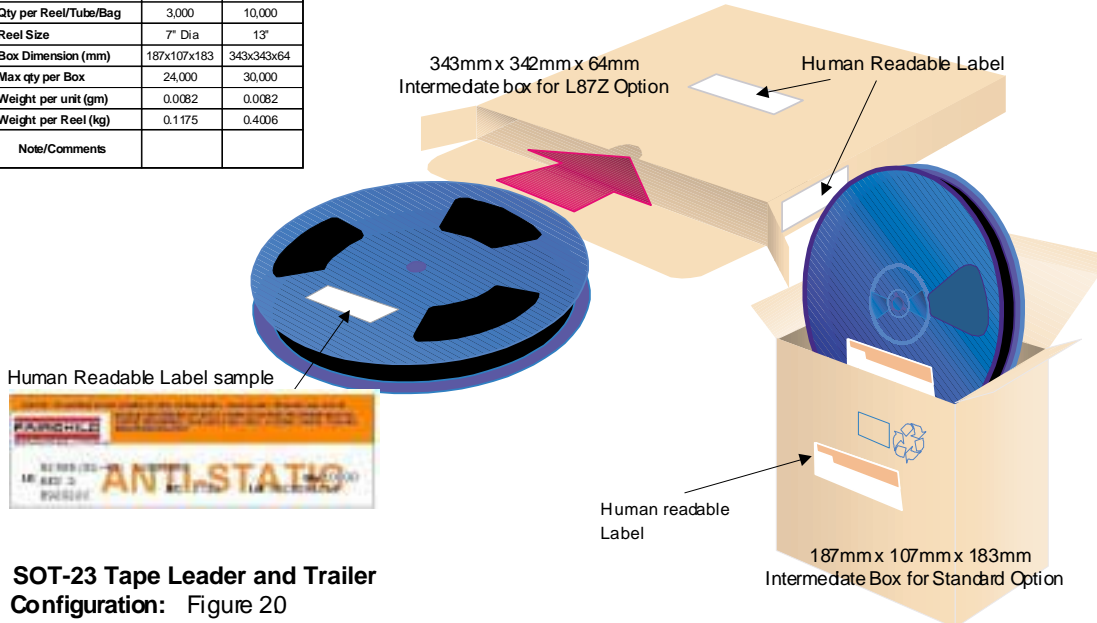 Qty per Reel/Tube/Bag 3,000 10,000
Reel Size 7" Dia 13"
Box Dimension (mm) 187x107x183 343x343x64
Max qty per Box 24,000 30,000
Weight per unit (gm) 0.0082 0.0082
Weight per Reel (kg) 0.1175 0.4006
Note/Comments
343mm x 342mm x 64mm
Intermediate box for L87Z Option
Human Readable Label
Human Readable Label sample
FAIRCHILD
ANTI-STATIC
Human readable
Label
187mm x 107mm x 183mm
Intermediate Box for Standard Option
SOT-23 Tape Leader and Trailer
Configuration: Figure 20